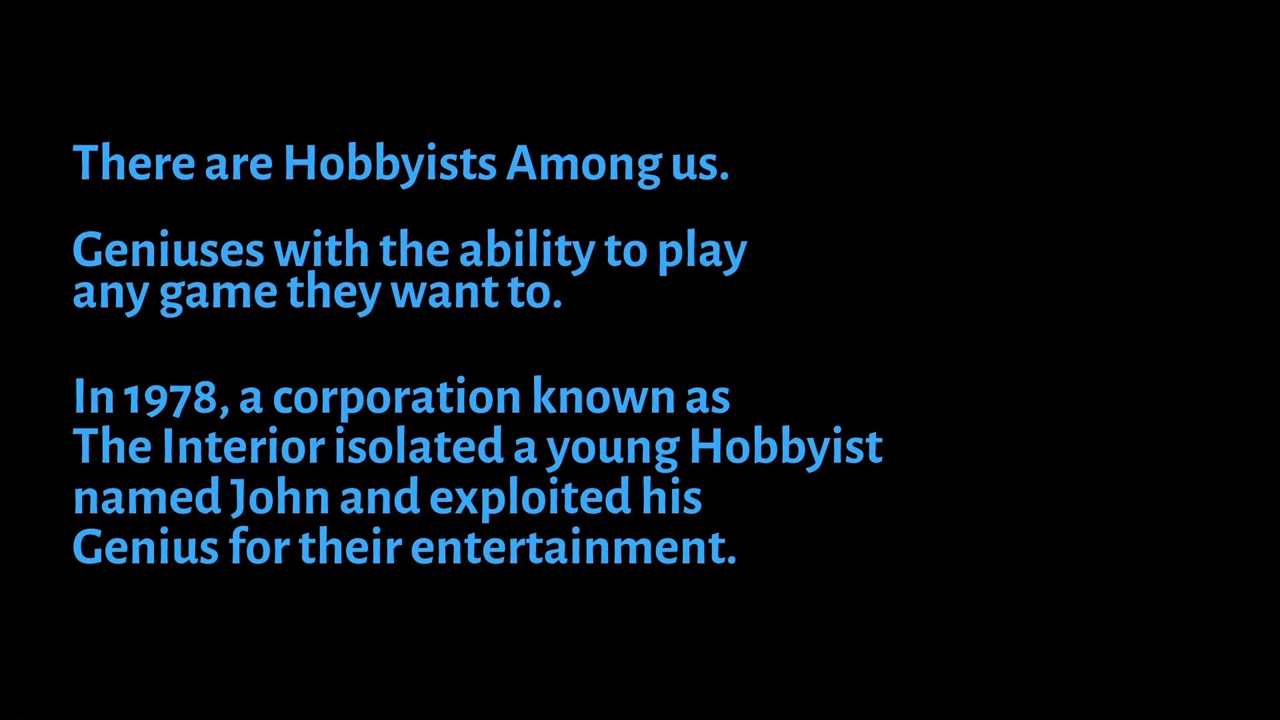 There are Hobbyists Among us.
Geniuses with the ability to play
any game they want to.
In 1978, a corporation known as
The Interior isolated a young Hobbyist
named John and exploited his
Genius for their entertainment.